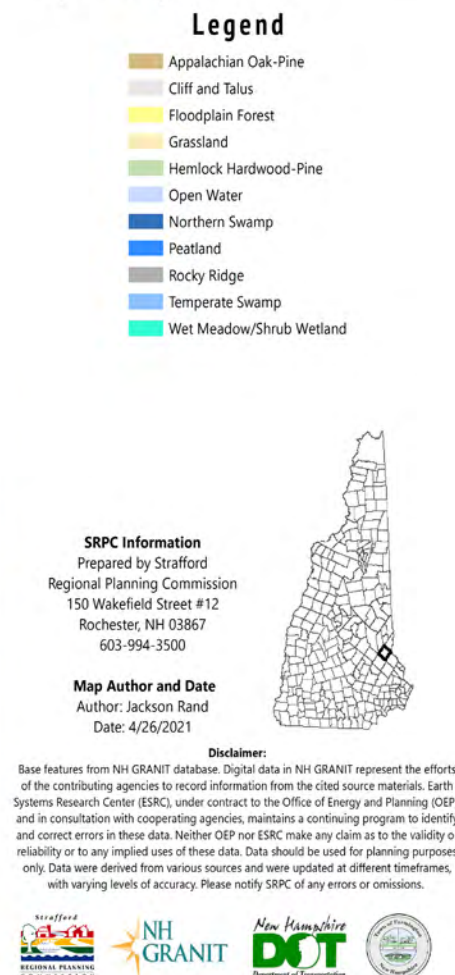 Legend
Appalachian Oak-Pine
Cliff and Talus
Floodplain Forest
Grassland
Hemlock Hardwood-Pine
Open Water
Northern Swamp
Peatland
Rocky Ridge
Temperate Swamp
Wet Meadow/Shrub Wetland
SRPC Information
Prepared by Strafford
Regional Planning Commission
150 Wakefield Street #12
Rochester, NH 03867
603-994-3500
Map Author and Date
Author: Jackson Rand
Date: 4/26/2021
Disclaimer:
Base features from NH GRANIT database. Digital data in NH GRANIT represent the efforts
of the contributing agencies to record information from the cited source materials. Earth
Systems Research Center (ESRC), under contract to the Office of Energy and Planning (OEP
and in consultation with cooperating agencies, maintains a continuing program to identify
and correct errors in these data. Neither OEP nor ESRC make any claim as to the validity o
reliability or to any implied uses of these data. Data should be used for planning purposes
only. Data were derived from various sources and were updated at different timeframes,
with varying levels of accuracy. Please notify SRPC of any errors or omissions.
Strafford
REGIONAL PLANNING
NH
GRANIT
New Hampshire
DOT
Department of Transportation